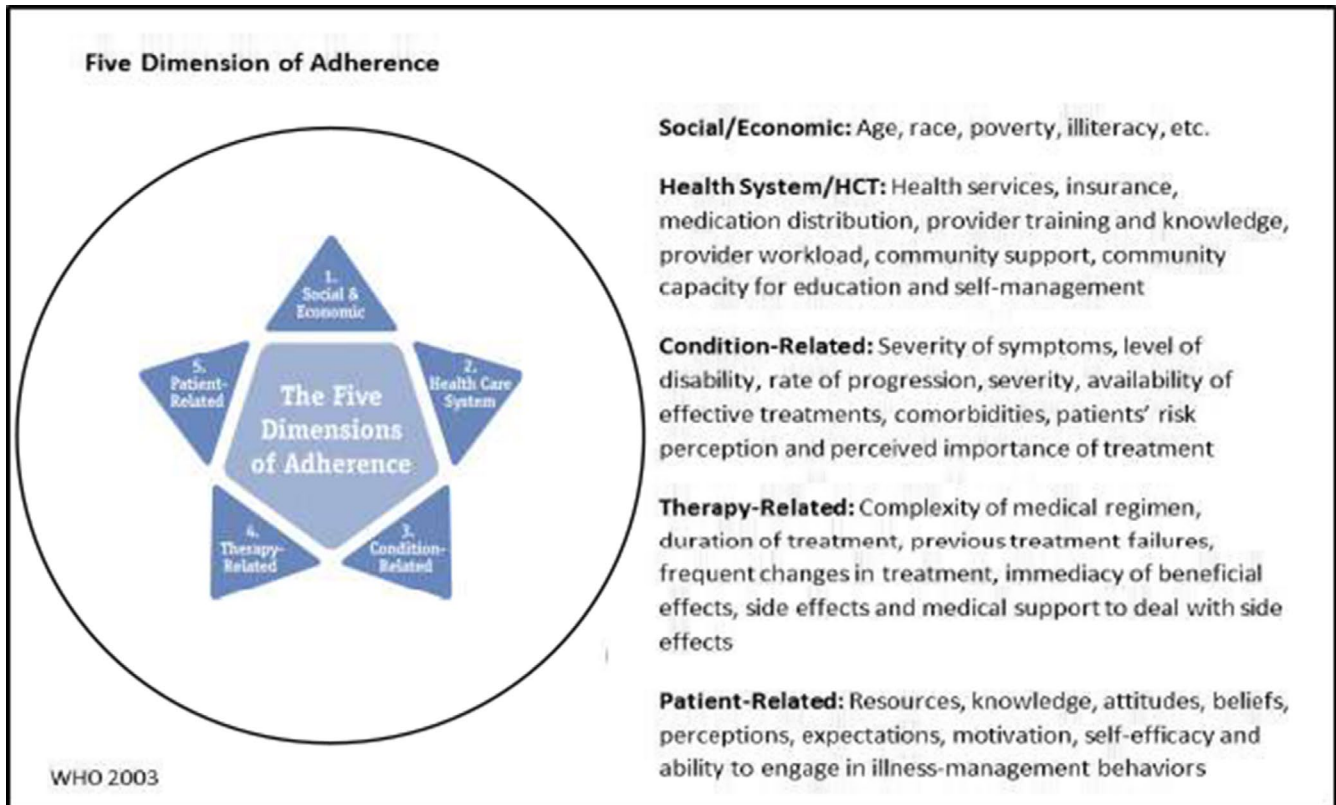 Five Dimension of Adherence
1.
Social &
Economic
2.
Health Care
System
3.
Condition-
Related
4.
Therapy-
Related
5.
Patient-
Related
The Five
Dimensions
of Adherence
WHO 2003
Social/Economic: Age, race, poverty, illiteracy, etc.
Health System/HCT: Health services, insurance,
medication distribution, provider training and knowledge,
provider workload, community support, community
capacity for education and self-management
Condition-Related: Severity of symptoms, level of
disability, rate of progression, severity, availability of
effective treatments, comorbidities, patients' risk
perception and perceived importance of treatment
Therapy-Related: Complexity of medical regimen,
duration of treatment, previous treatment failures,
frequent changes in treatment, immediacy of beneficial
effects, side effects and medical support to deal with side
effects
Patient-Related: Resources, knowledge, attitudes, beliefs,
perceptions, expectations, motivation, self-efficacy and
ability to engage in illness-management behaviors